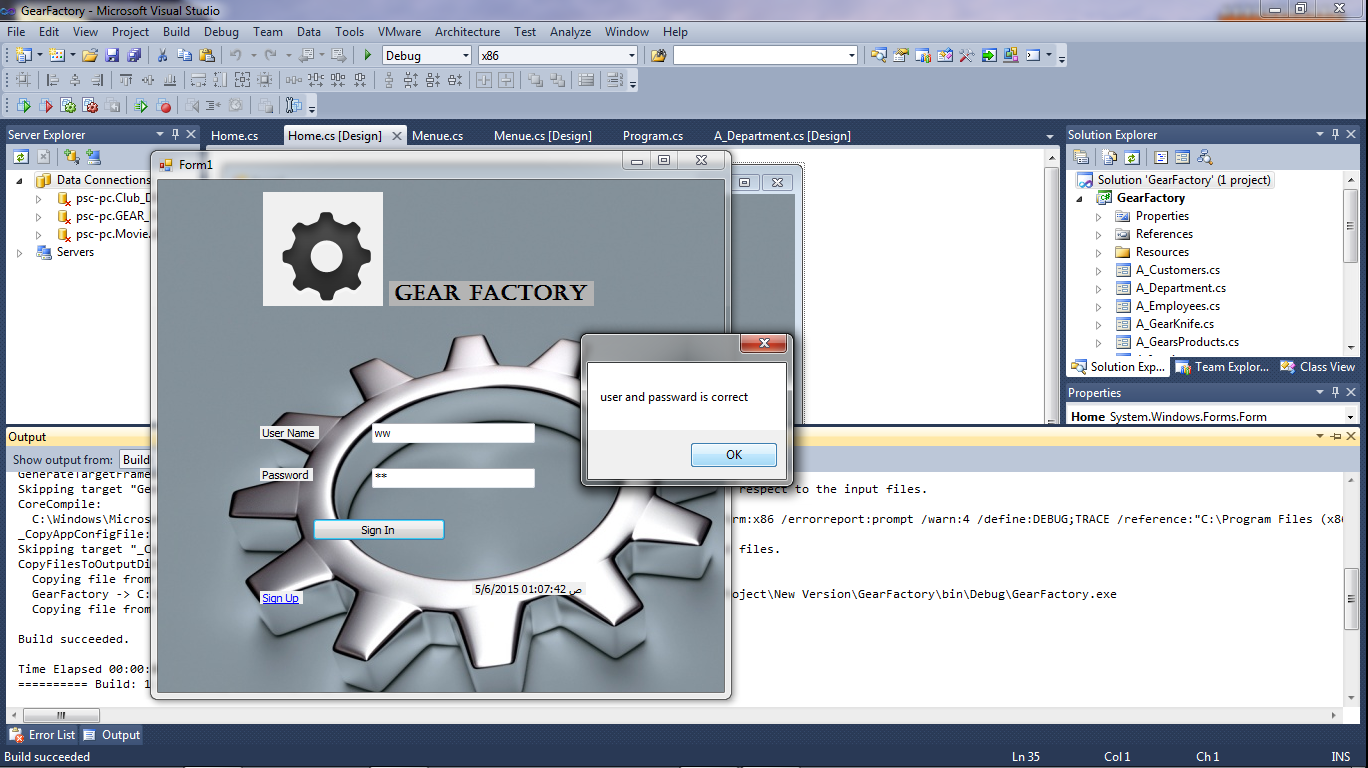 GearFactory - Microsoft Visual Studio
File Edit View Project Build Debug Team Data Tools VMware Architecture Test Analyze Window Help
Debug x86
Server Explorer
Home.cs Home.cs [Design] Menue.cs Menue.cs [Design] Program.cs A_Department.cs [Design]
Data Connections
psc-pc.Club_D
psc-pc.GEAR_
psc-pc.Movie.
Servers
Form1
GEAR FACTORY
User Name ww
Password **
Sign In
Sign Up
5/6/2015 01:07:42 ص
user and passward is correct
OK
Solution Explorer
Solution 'GearFactory' (1 project)
GearFactory
Properties
References
Resources
A_Customers.cs
A_Department.cs
A_Employees.cs
A_GearKnife.cs
A_GearsProducts.cs
Solution Exp... Team Explor... Class View
Properties
Home System.Windows.Forms.Form
Output
Show output from: Build
GenerateTargetFrame
Skipping target "Ge respect to the input files.
CoreCompile:
C:\Windows\Micros rm:x86 /errorreport:prompt /warn:4 /define:DEBUG;TRACE /reference:"C:\Program Files (x8
_CopyAppConfigFile:
Skipping target "_C files.
CopyFilesToOutputDi
Copying file from
GearFactory -> C: oject\New Version\GearFactory\bin\Debug\GearFactory.exe
Copying file from
Build succeeded.
Time Elapsed 00:00:
========== Build: 1
Error List Output
Build succeeded Ln 35 Col 1 Ch 1 INS